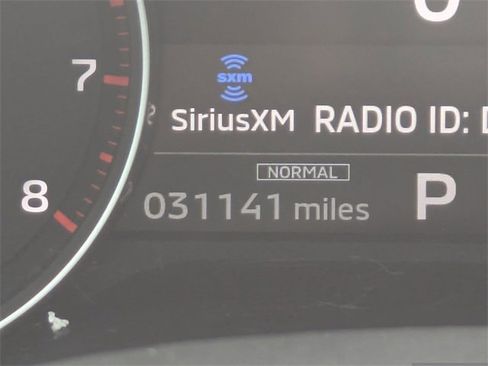 7
sxm
SiriusXM RADIO ID:
NORMAL
8
031141 miles P